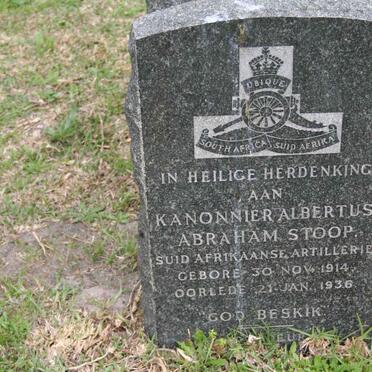 UBIQUE
SOUTH AFRICA SUID AFRIKA
IN HEILIGE HERDENKING
AAN
KANONNIER ALBERTUS
ABRAHAM STOOP.
SUID AFRIKAANSE ARTILLERIE
GEBORE 30 NOV. 1914.
OORLEDE 21 JAN. 1936
GOD BESKIK